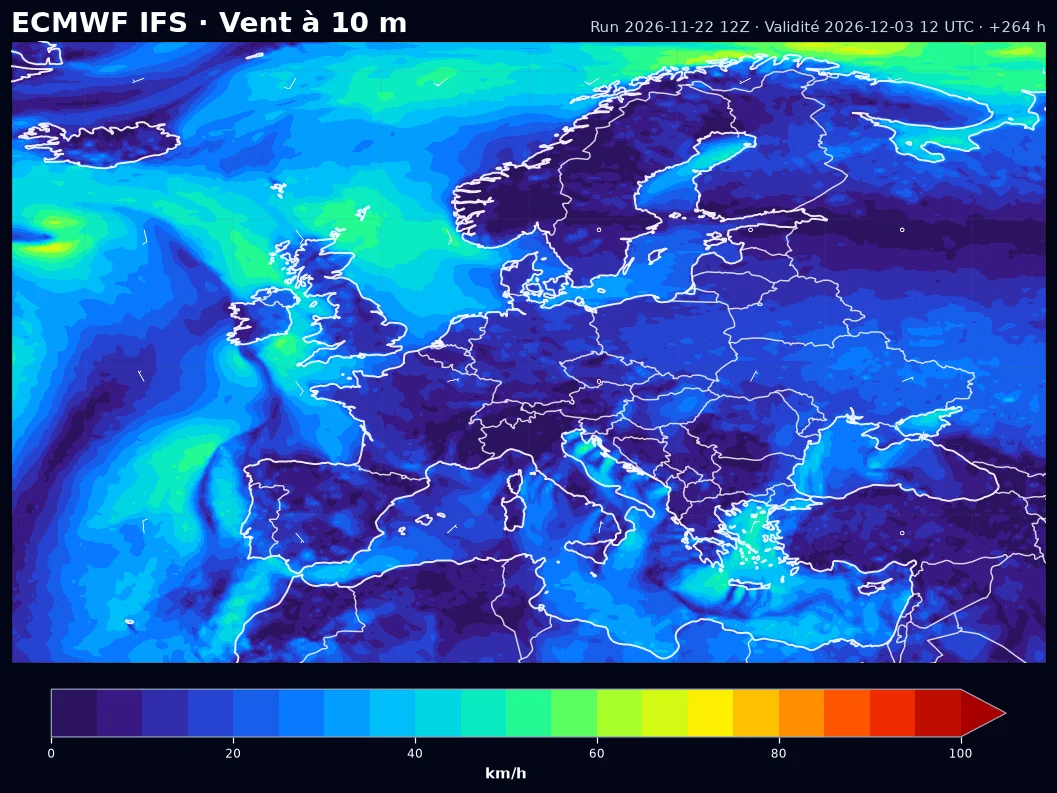 ECMWF IFS · Vent à 10 m
Run 2026-11-22 12Z · Validité 2026-12-03 12 UTC · +264 h
0 20 40 60 80 100
km/h